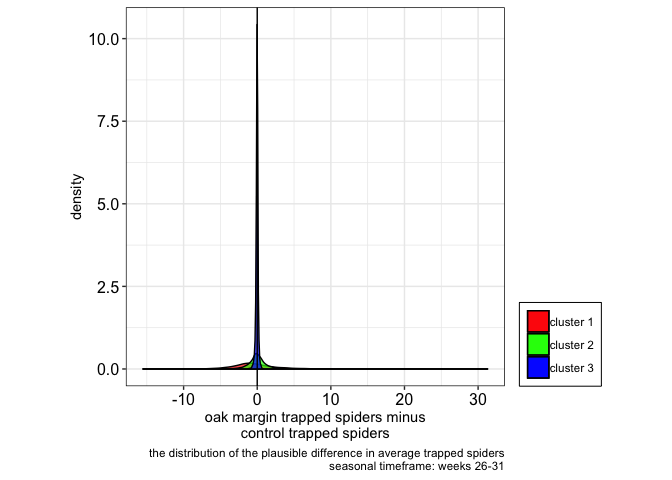 10.0
7.5
5.0
2.5
0.0
density
-10 0 10 20 30
oak margin trapped spiders minus
control trapped spiders
cluster 1
cluster 2
cluster 3
the distribution of the plausible difference in average trapped spiders
seasonal timeframe: weeks 26-31